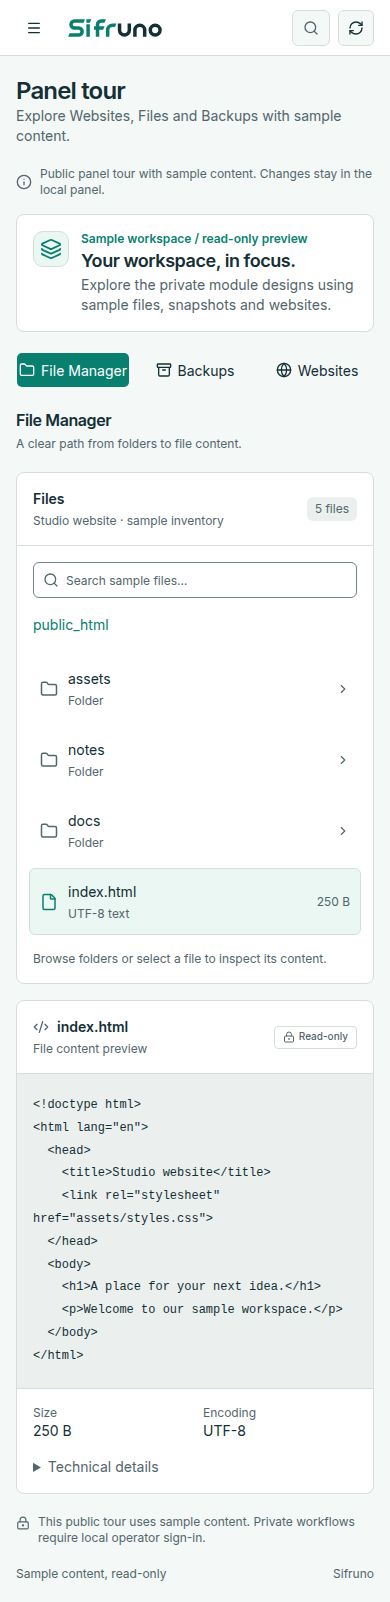 Sifruno
Panel tour
Explore Websites, Files and Backups with sample
content.
Public panel tour with sample content. Changes stay in the
local panel.
Sample workspace / read-only preview
Your workspace, in focus.
Explore the private module designs using
sample files, snapshots and websites.
File Manager
Backups
Websites
File Manager
A clear path from folders to file content.
Files
Studio website · sample inventory
5 files
Search sample files...
public_html
assets
Folder
notes
Folder
docs
Folder
index.html
UTF-8 text
250 B
Browse folders or select a file to inspect its content.
index.html
File content preview
Read-only
<!doctype html>
<html lang="en">
  <head>
    <title>Studio website</title>
    <link rel="stylesheet"
href="assets/styles.css">
  </head>
  <body>
    <h1>A place for your next idea.</h1>
    <p>Welcome to our sample workspace.</p>
  </body>
</html>
Size
250 B
Encoding
UTF-8
Technical details
This public tour uses sample content. Private workflows
require local operator sign-in.
Sample content, read-only
Sifruno